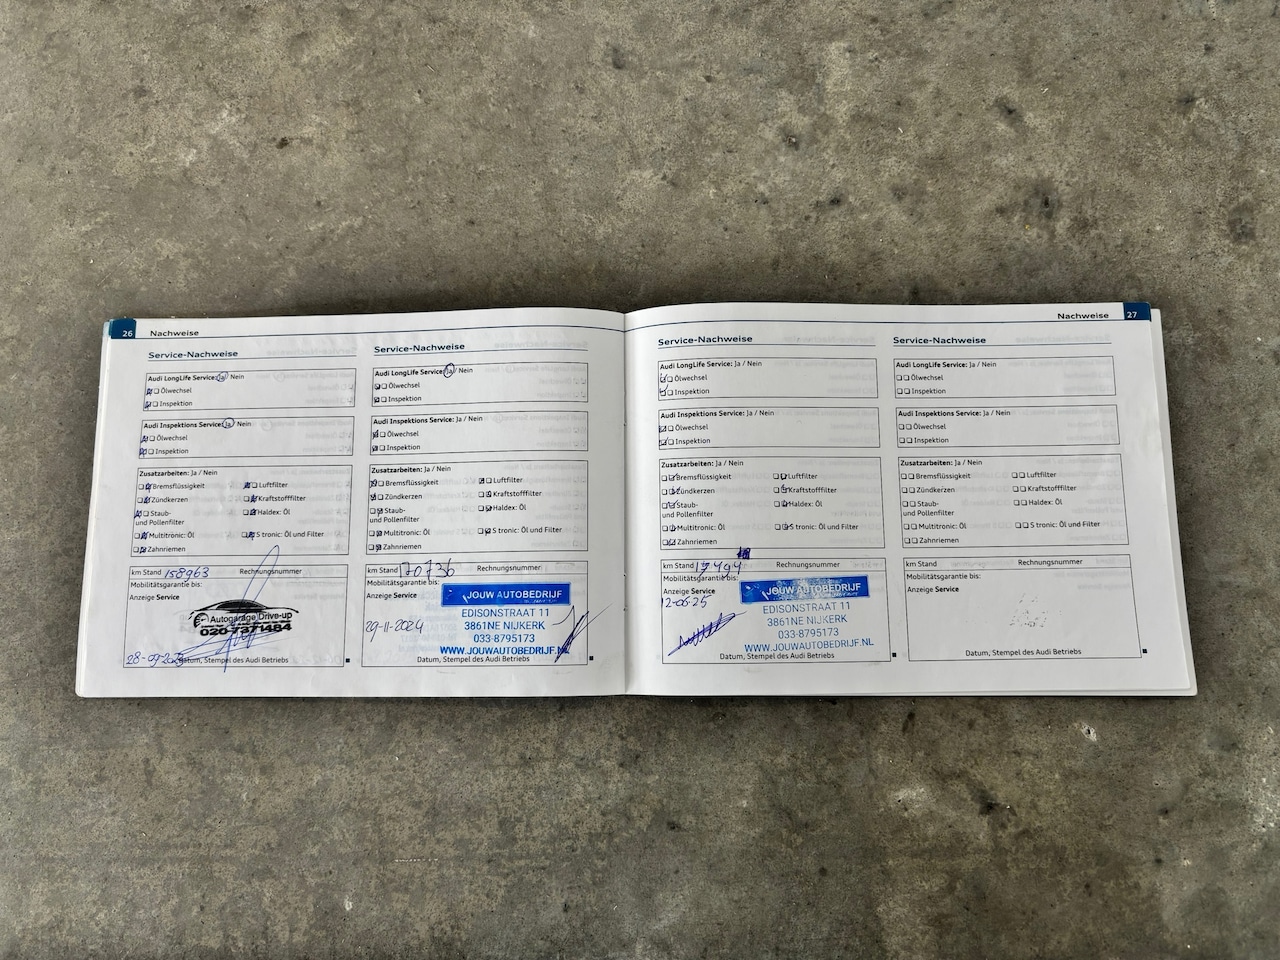 26 Nachweise
Service-Nachweise
Audi LongLife Service: Ja / Nein
Ölwechsel
Inspektion
Audi Inspektions Service: Ja / Nein
Ölwechsel
Inspektion
Zusatzarbeiten: Ja / Nein
Bremsflüssigkeit Luftfilter
Zündkerzen Kraftstofffilter
Staub- Haldex: Öl
und Pollenfilter
Multitronic: Öl S tronic: Öl und Filter
Zahnriemen
km Stand 158963 Rechnungsnummer
Mobilitätsgarantie bis:
Anzeige Service
Autogarage Drive-up
020-7371484
28-09
Datum, Stempel des Audi Betriebs
Service-Nachweise
Audi LongLife Service: Ja / Nein
Ölwechsel
Inspektion
Audi Inspektions Service: Ja / Nein
Ölwechsel
Inspektion
Zusatzarbeiten: Ja / Nein
Bremsflüssigkeit Luftfilter
Zündkerzen Kraftstofffilter
Staub- Haldex: Öl
und Pollenfilter
Multitronic: Öl S tronic: Öl und Filter
Zahnriemen
km Stand 170736 Rechnungsnummer
Mobilitätsgarantie bis:
Anzeige Service
JOUW AUTOBEDRIJF
EDISONSTRAAT 11
3861NE NIJKERK
29-11-2024
033-8795173
WWW.JOUWAUTOBEDRIJF.NL
Datum, Stempel des Audi Betriebs
Nachweise 27
Service-Nachweise
Audi LongLife Service: Ja / Nein
Ölwechsel
Inspektion
Audi Inspektions Service: Ja / Nein
Ölwechsel
Inspektion
Zusatzarbeiten: Ja / Nein
Bremsflüssigkeit Luftfilter
Zündkerzen Kraftstofffilter
Staub- Haldex: Öl
und Pollenfilter
Multitronic: Öl S tronic: Öl und Filter
Zahnriemen
km Stand Rechnungsnummer
Mobilitätsgarantie bis:
Anzeige Service
12-06-25
JOUW AUTOBEDRIJF
EDISONSTRAAT 11
3861NE NIJKERK
033-8795173
WWW.JOUWAUTOBEDRIJF.NL
Datum, Stempel des Audi Betriebs
Service-Nachweise
Audi LongLife Service: Ja / Nein
Ölwechsel
Inspektion
Audi Inspektions Service: Ja / Nein
Ölwechsel
Inspektion
Zusatzarbeiten: Ja / Nein
Bremsflüssigkeit Luftfilter
Zündkerzen Kraftstofffilter
Staub- Haldex: Öl
und Pollenfilter
Multitronic: Öl S tronic: Öl und Filter
Zahnriemen
km Stand Rechnungsnummer
Mobilitätsgarantie bis:
Anzeige Service
Datum, Stempel des Audi Betriebs